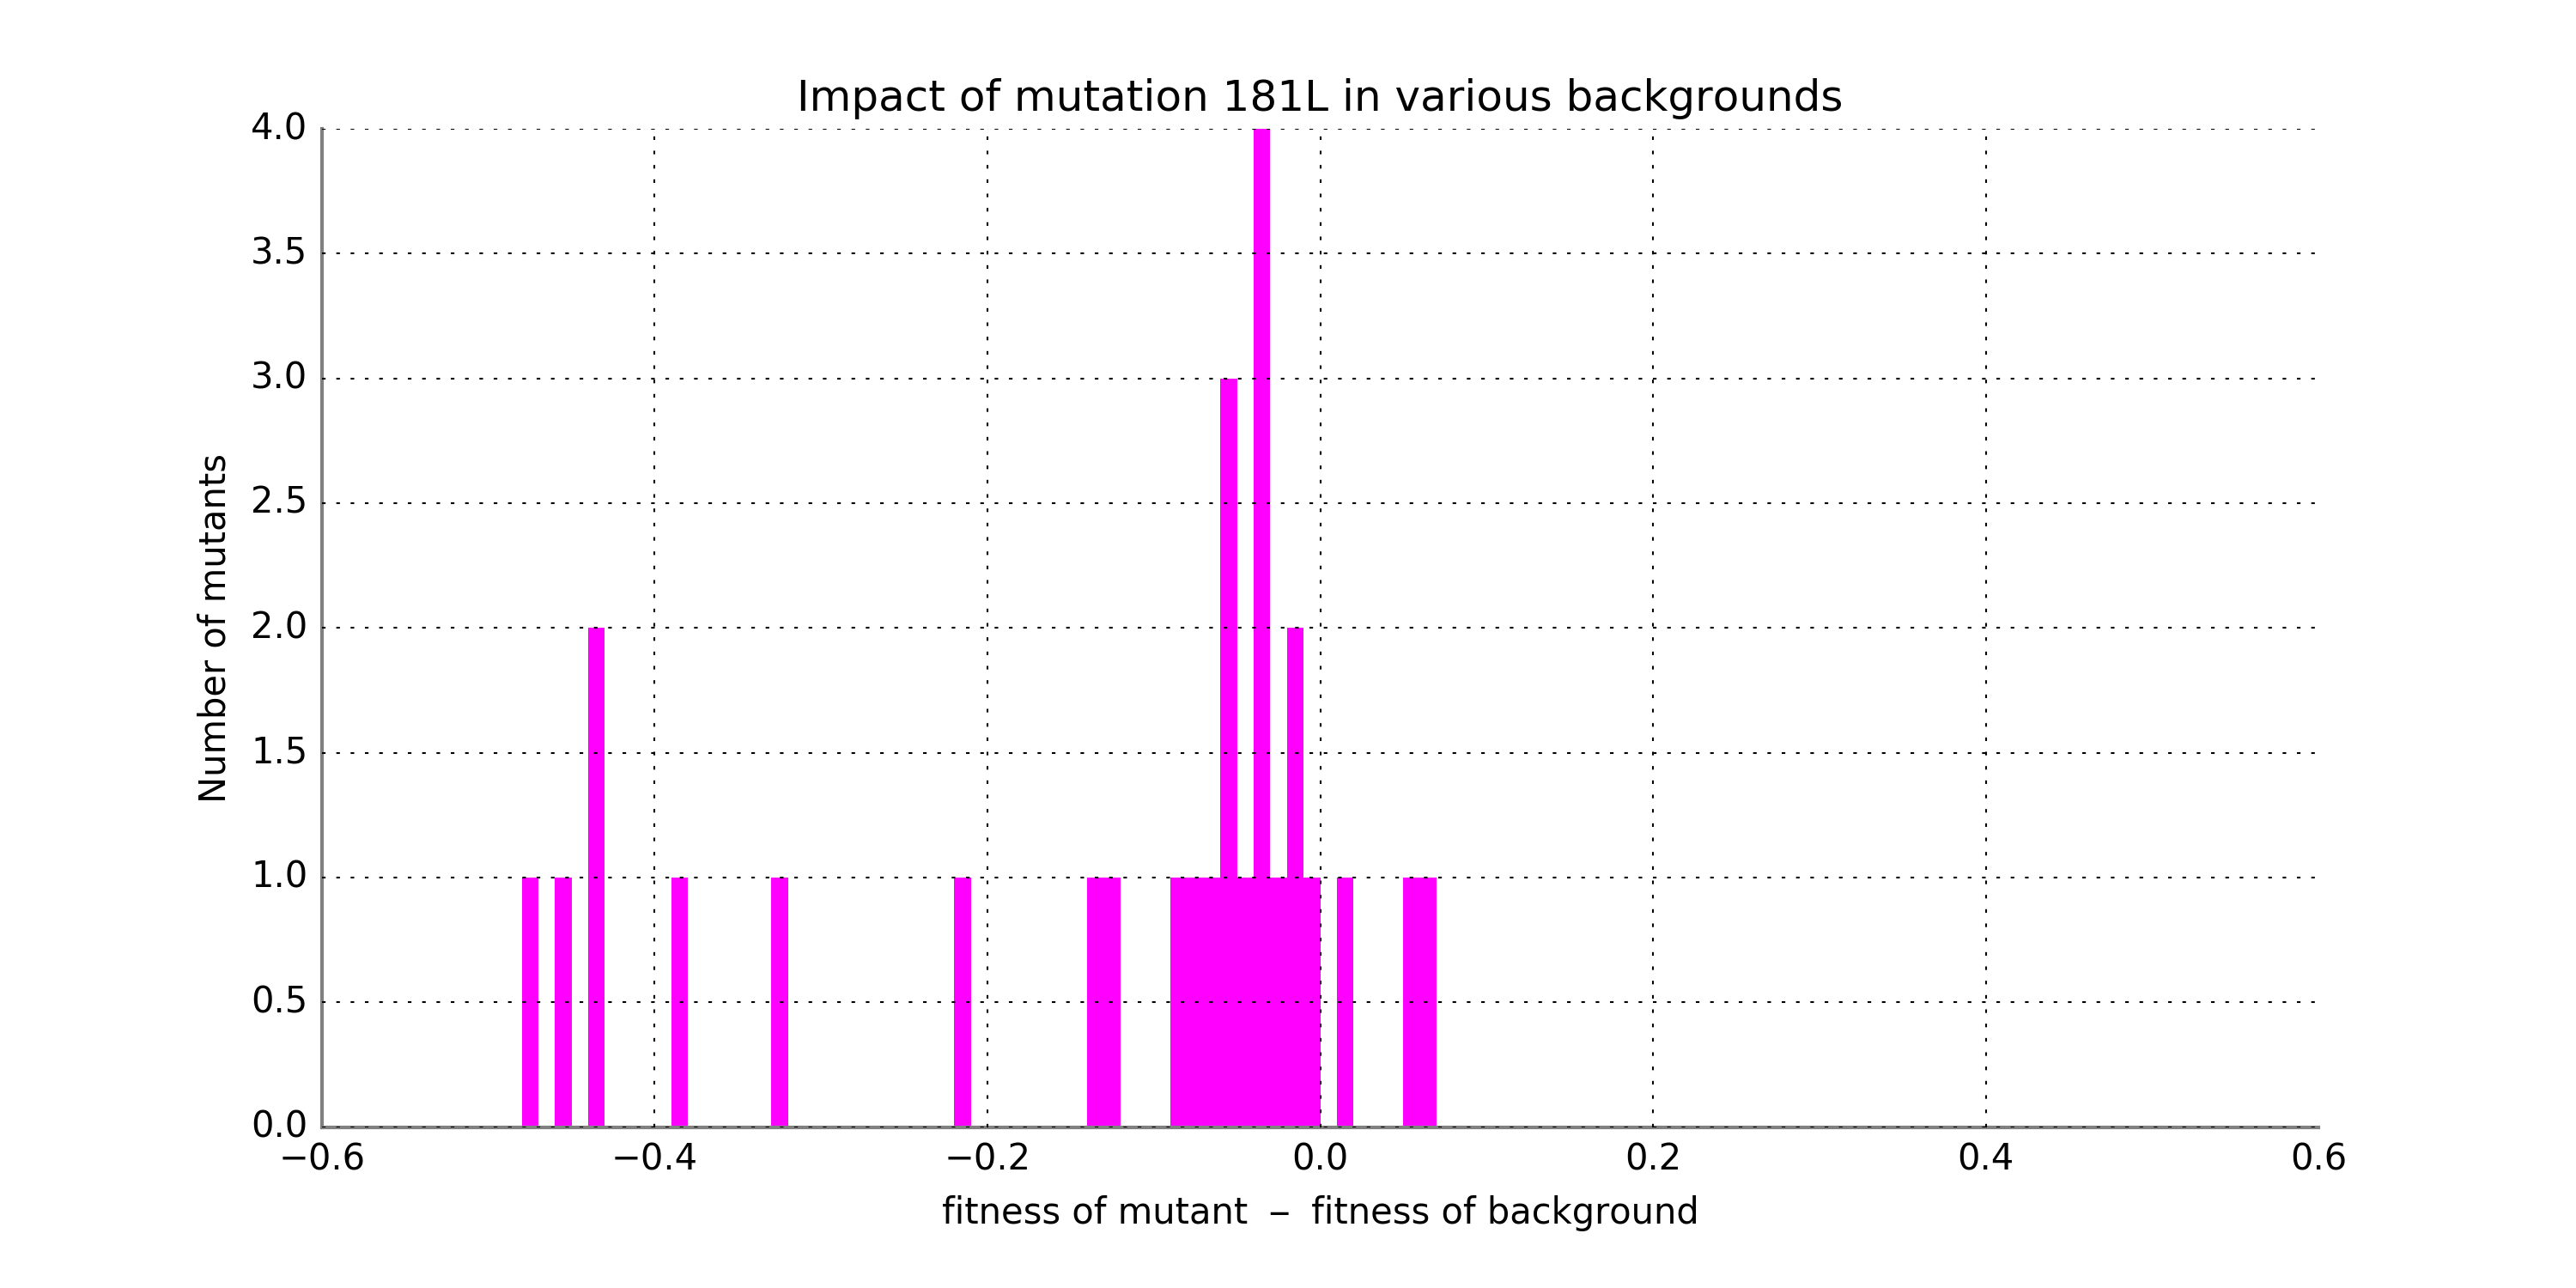 Impact of mutation 181L in various backgrounds
4.0
3.5
3.0
2.5
2.0
1.5
1.0
0.5
0.0
Number of mutants
−0.6 −0.4 −0.2 0.0 0.2 0.4 0.6
fitness of mutant − fitness of background